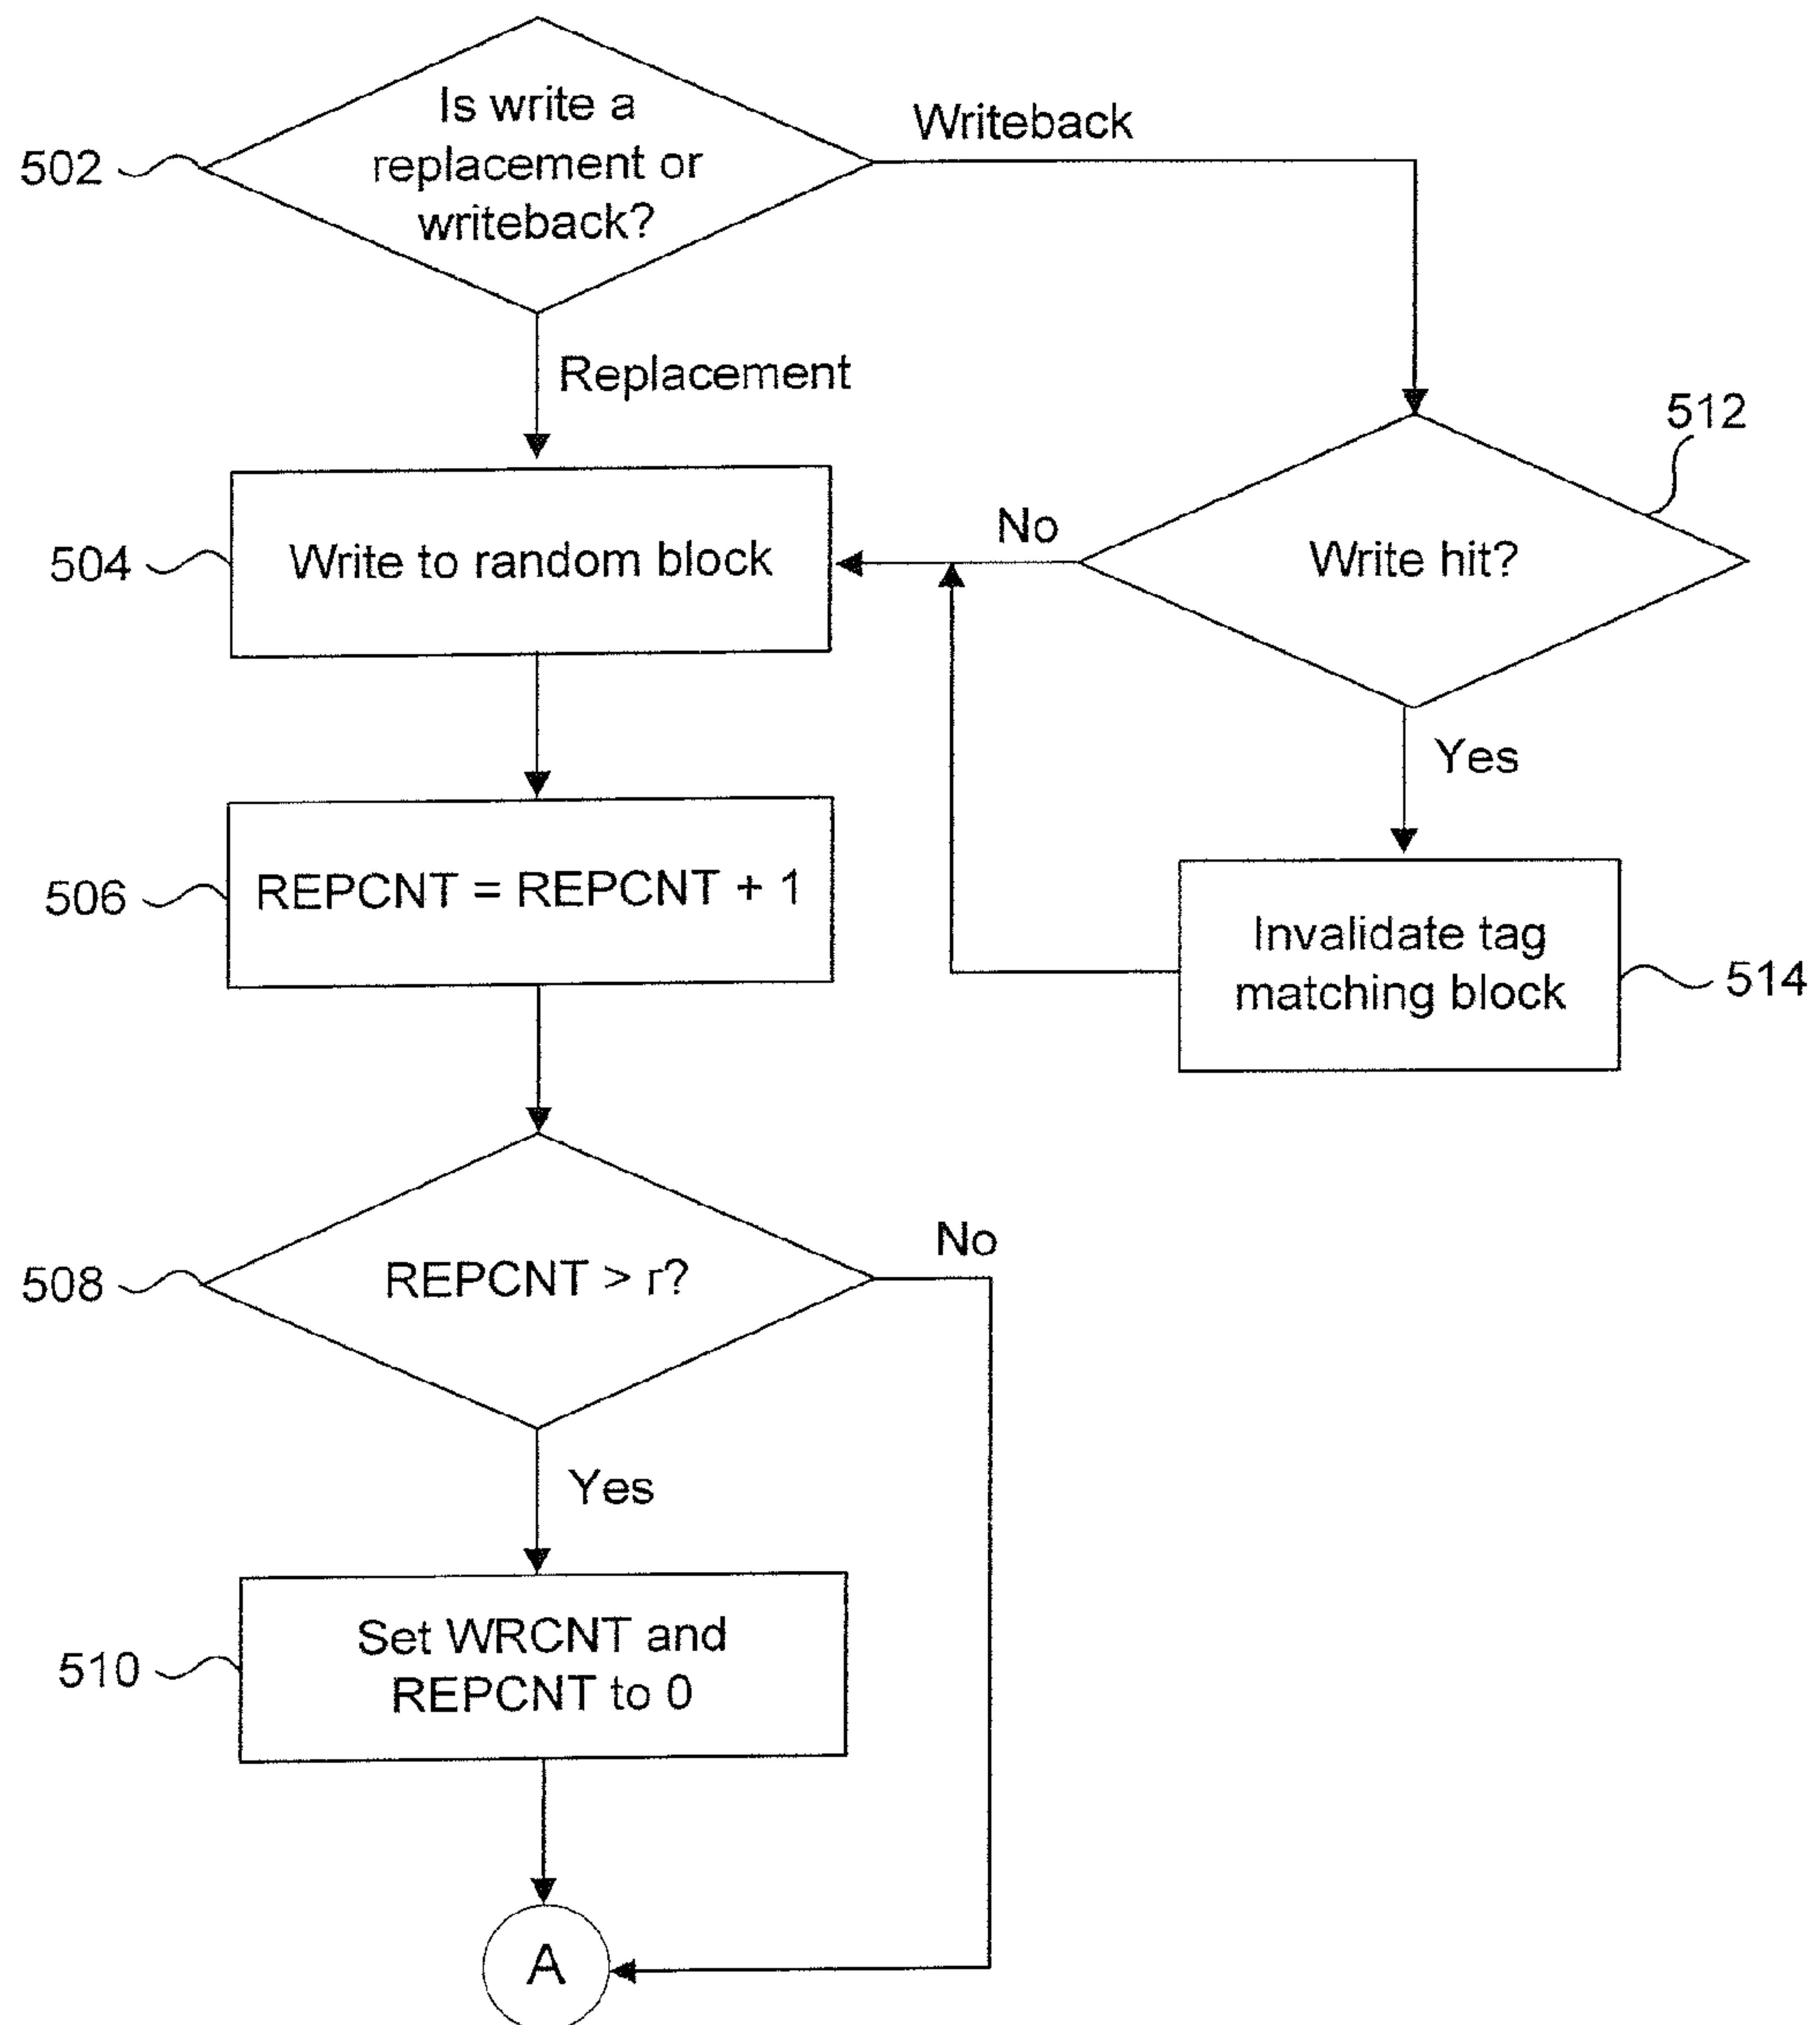 Is write a
replacement or
writeback?
502
Writeback
Replacement
512
504
Write to random block
No
Write hit?
Yes
506
REPCNT = REPCNT + 1
Invalidate tag
matching block
514
508
REPCNT > r?
No
Yes
510
Set WRCNT and
REPCNT to 0
A